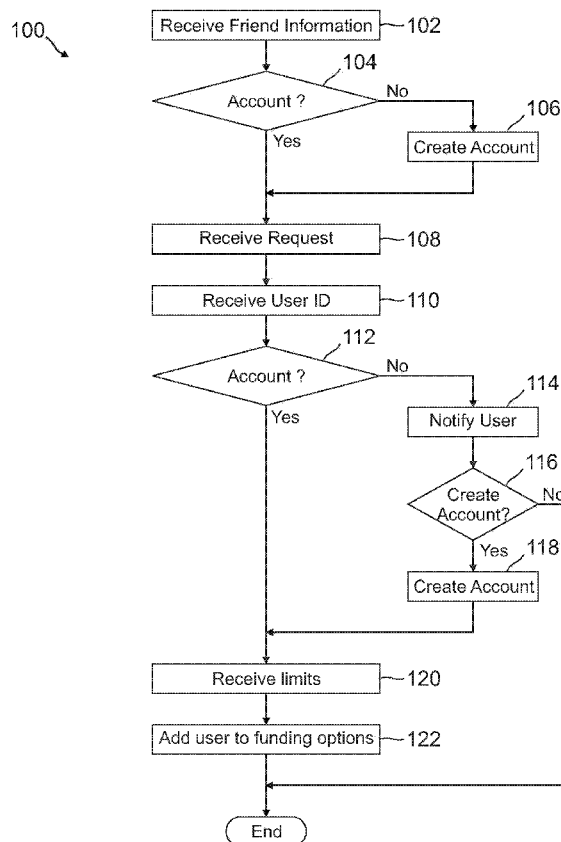 100
Receive Friend Information
102
104
Account ?
No
Yes
106
Create Account
Receive Request
108
Receive User ID
110
112
Account ?
No
Yes
114
Notify User
116
Create
Account?
No
Yes
118
Create Account
Receive limits
120
Add user to funding options
122
End